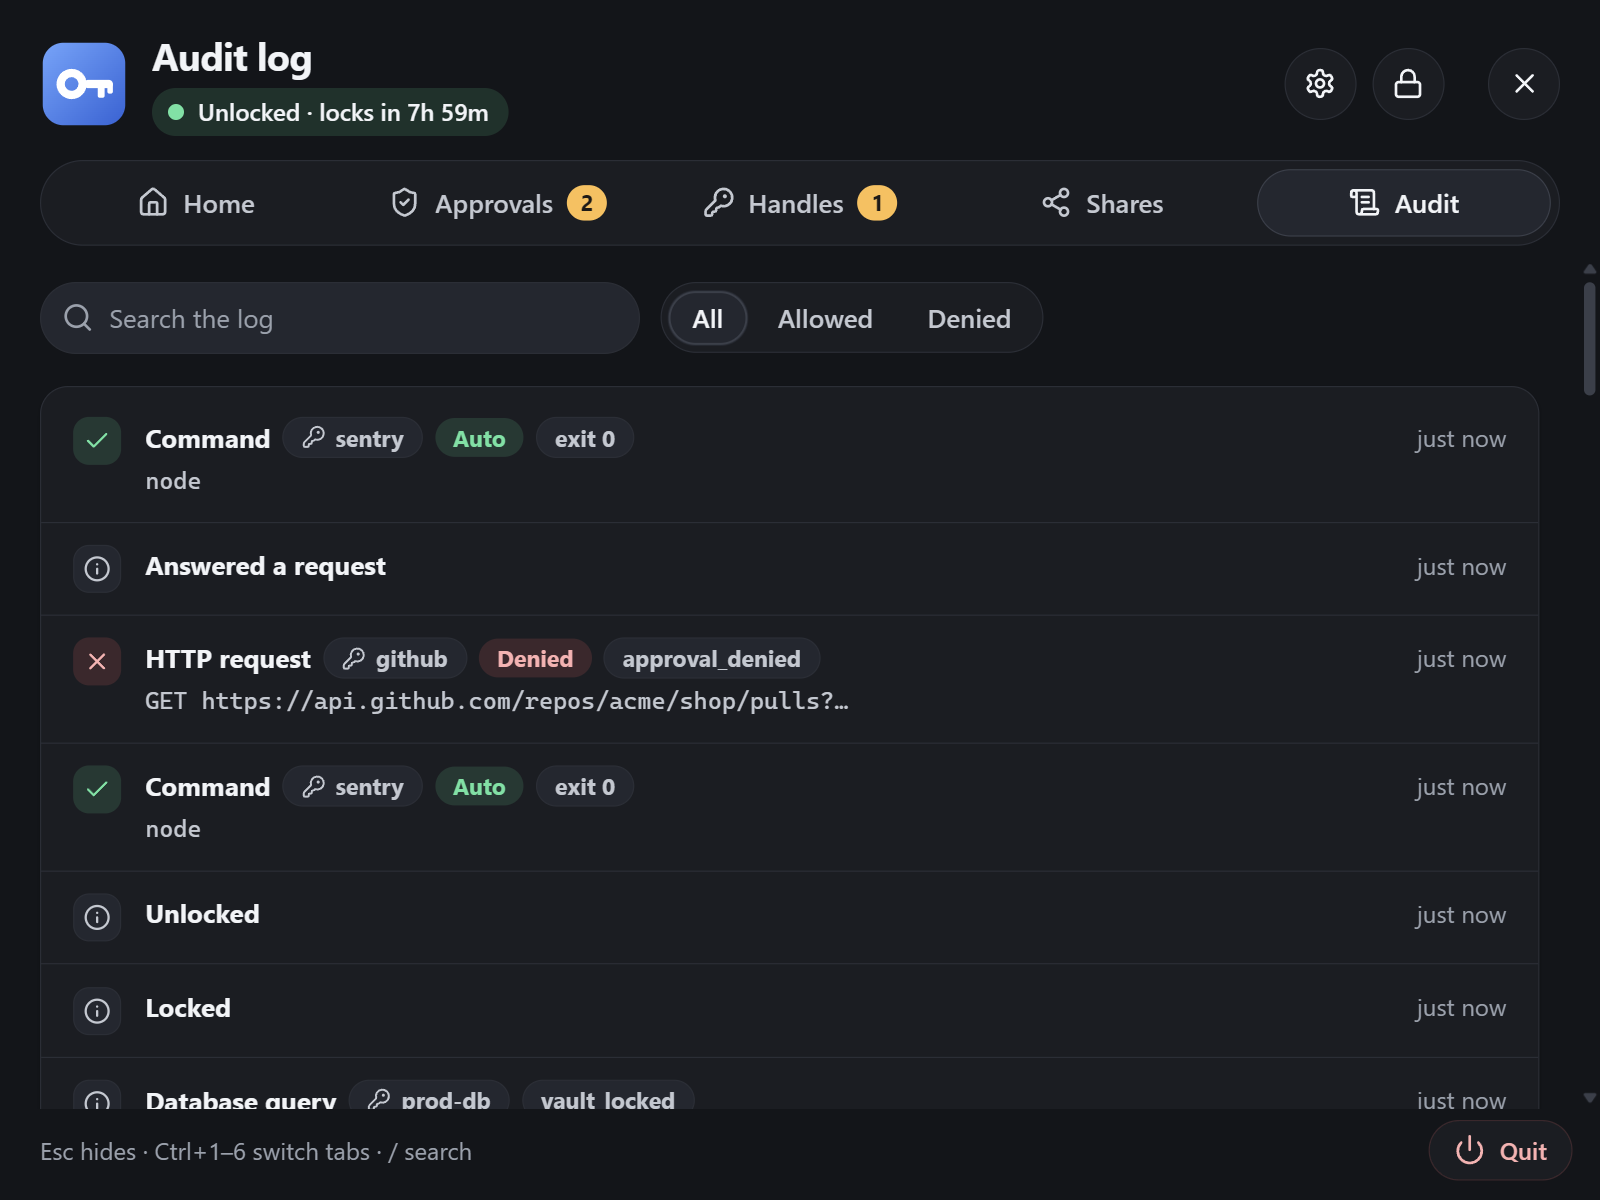 Audit log
Unlocked · locks in 7h 59m
Home
Approvals 2
Handles 1
Shares
Audit
Search the log
All
Allowed
Denied
Command sentry Auto exit 0 just now
node
Answered a request just now
HTTP request github Denied approval_denied just now
GET https://api.github.com/repos/acme/shop/pulls?…
Command sentry Auto exit 0 just now
node
Unlocked just now
Locked just now
Database query prod-db vault_locked just now
Esc hides · Ctrl+1–6 switch tabs · / search
Quit